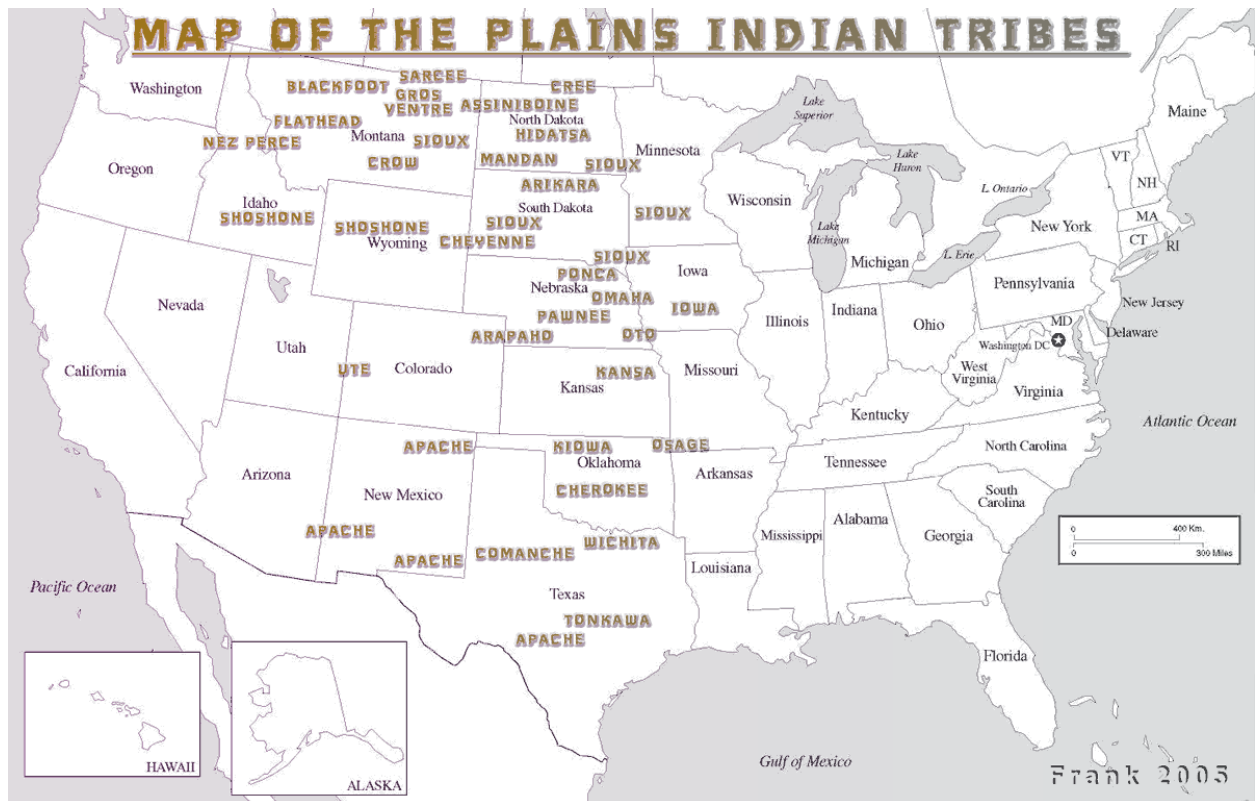 MAP OF THE PLAINS INDIAN TRIBES
Washington
BLACKFOOT
SARCEE
GROS
VENTRE
CREE
ASSINIBOINE
North Dakota
HIDATSA
FLATHEAD
Montana
SIOUX
NEZ PERCE
CROW
MANDAN
SIOUX
Minnesota
Oregon
ARIKARA
South Dakota
SIOUX
SIOUX
Idaho
SHOSHONE
SHOSHONE
Wyoming
CHEYENNE
SIOUX
PONCA
Nebraska
OMAHA
PAWNEE
OTO
ARAPAHO
Iowa
IOWA
Wisconsin
Lake
Superior
Lake
Huron
Lake
Michigan
Michigan
L. Ontario
L. Erie
Maine
VT
NH
MA
CT
RI
New York
Pennsylvania
New Jersey
MD
Delaware
Washington DC
West
Virginia
Virginia
Ohio
Indiana
Illinois
Nevada
Utah
California
UTE
Colorado
KANSA
Kansas
Missouri
Kentucky
Atlantic Ocean
North Carolina
Tennessee
South
Carolina
Arizona
APACHE
New Mexico
APACHE
APACHE
KIOWA
OSAGE
Oklahoma
CHEROKEE
Arkansas
COMANCHE
WICHITA
Texas
TONKAWA
APACHE
Louisiana
Mississippi
Alabama
Georgia
Florida
0
400 Km.
0
300 Miles
Pacific Ocean
HAWAII
ALASKA
Gulf of Mexico
Frank 2005